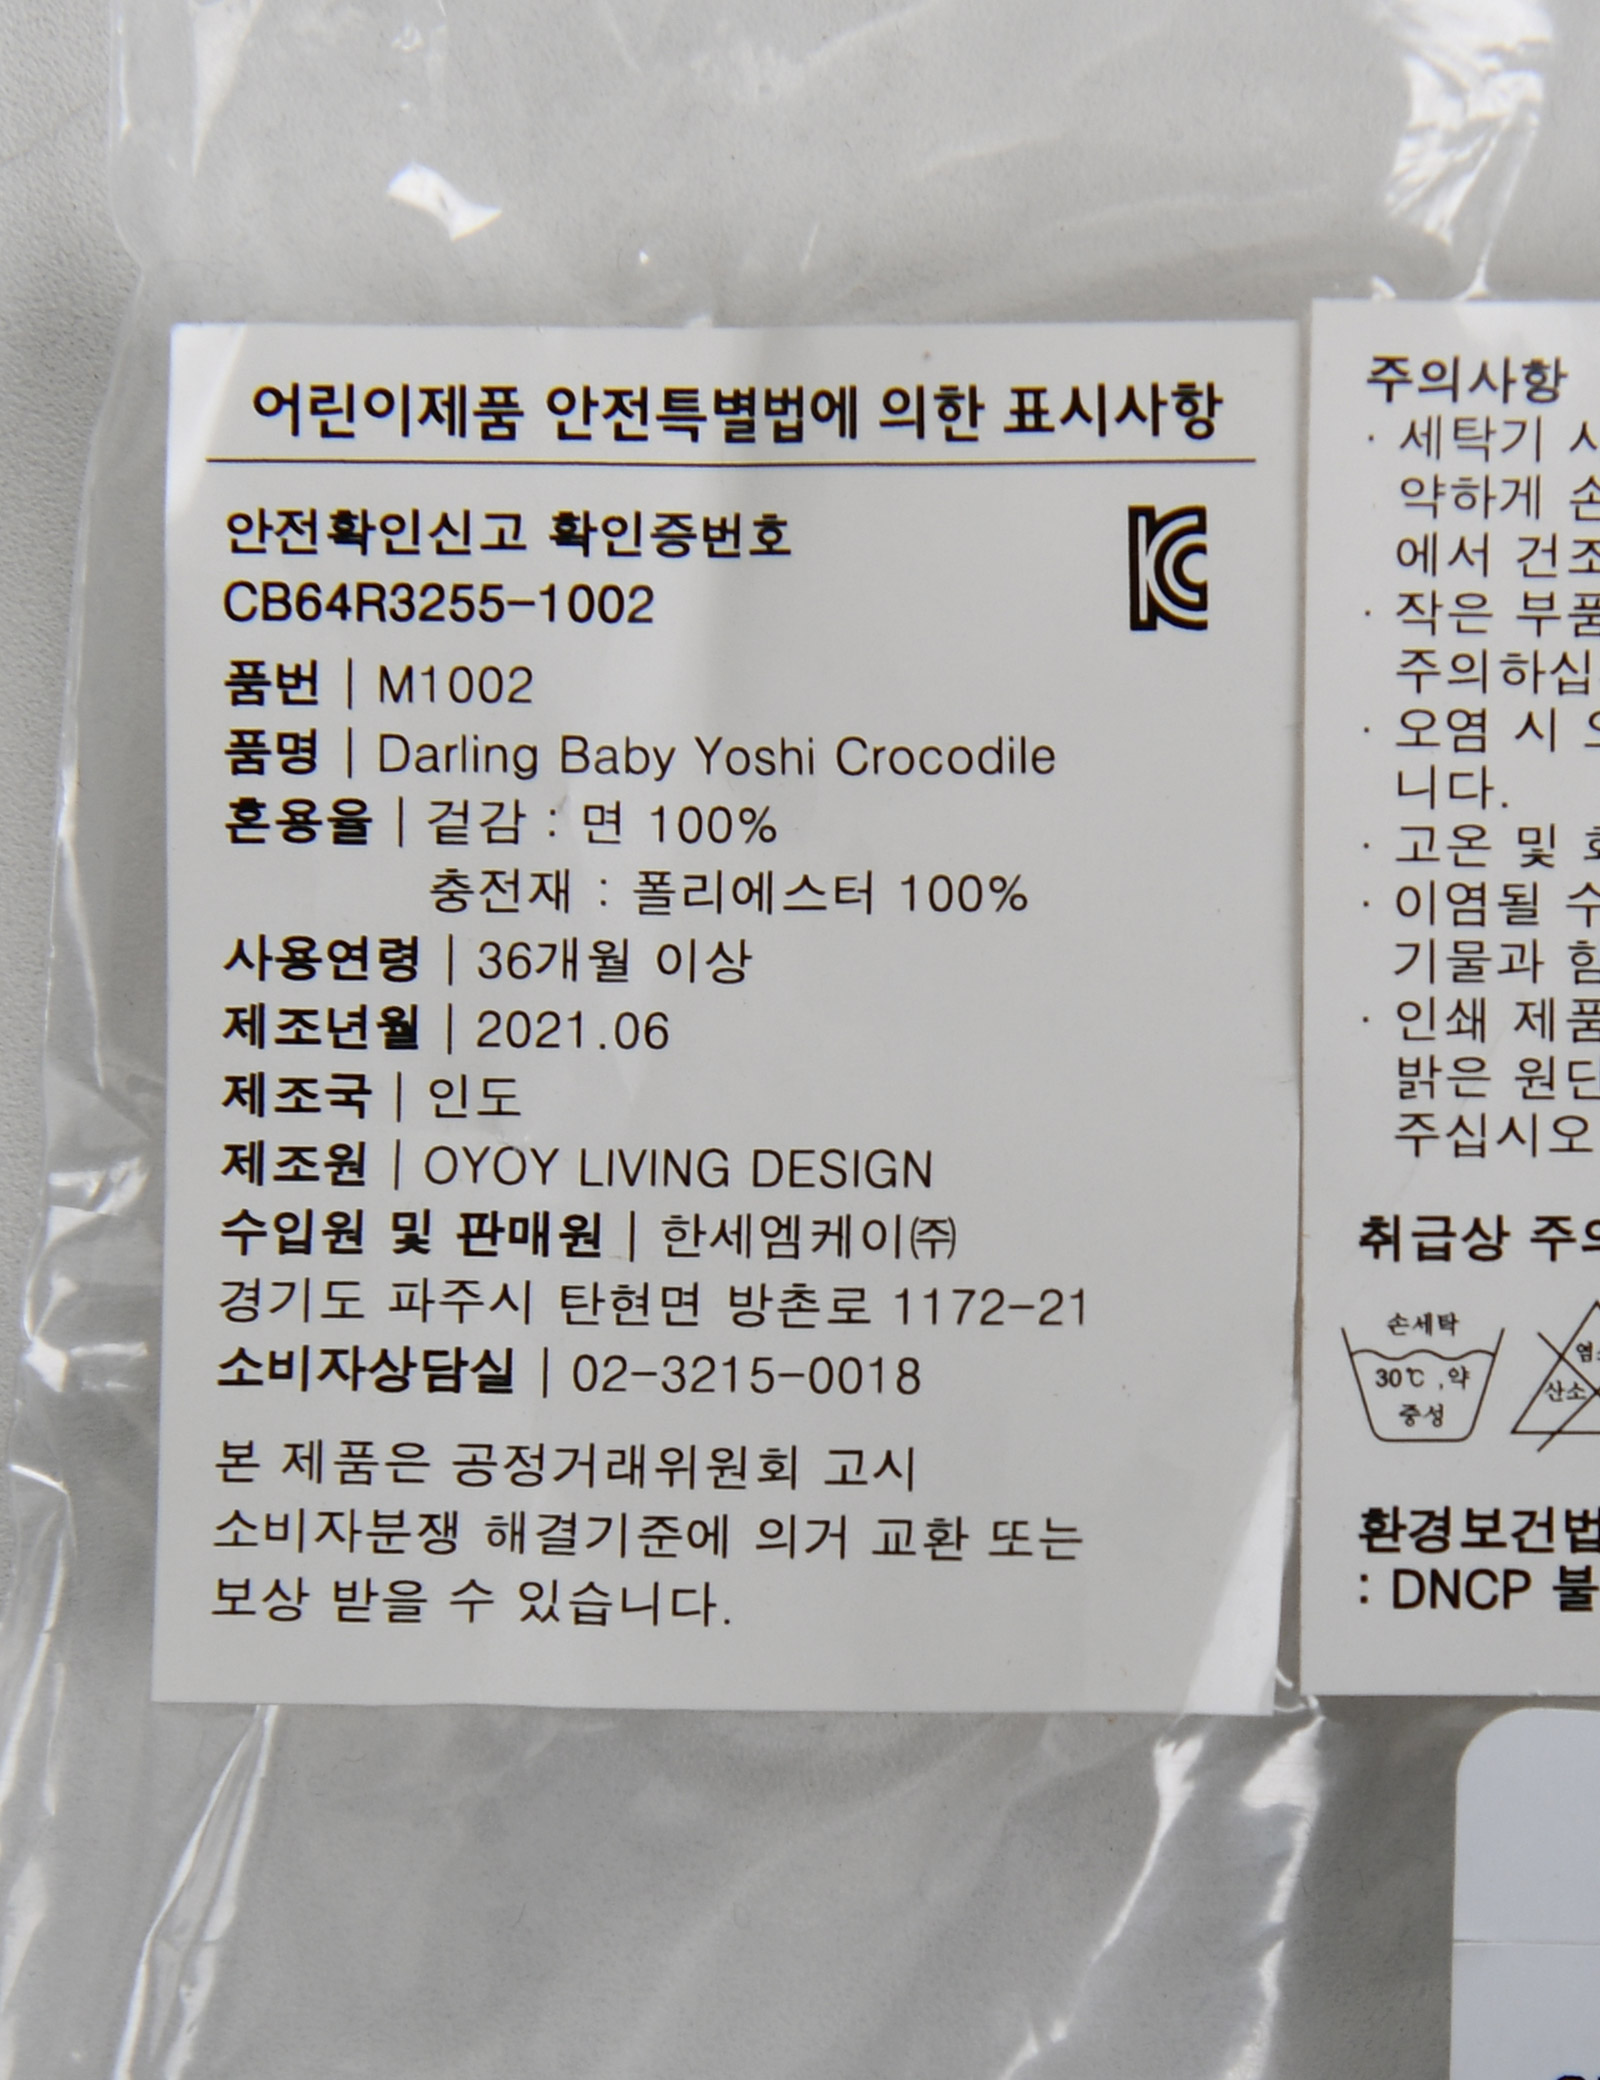 어린이제품 안전특별법에 의한 표시사항
안전확인신고 확인증번호
CB64R3255-1002
품번 | M1002
품명 | Darling Baby Yoshi Crocodile
혼용율 | 겉감 : 면 100%
충전재 : 폴리에스터 100%
사용연령 | 36개월 이상
제조년월 | 2021.06
제조국 | 인도
제조원 | OYOY LIVING DESIGN
수입원 및 판매원 | 한세엠케이㈜
경기도 파주시 탄현면 방촌로 1172-21
소비자상담실 | 02-3215-0018
본 제품은 공정거래위원회 고시
소비자분쟁 해결기준에 의거 교환 또는
보상 받을 수 있습니다.
주의사항
· 세탁기
약하게 손
에서 건조
· 작은 부품
주의하십
· 오염 시
니다.
· 고온 및
· 이염될 수
기물과 함
· 인쇄 제품
밝은 원단
주십시오
취급상 주의
손세탁
30℃ ,약
중성
산소
환경보건법
: DNCP 불